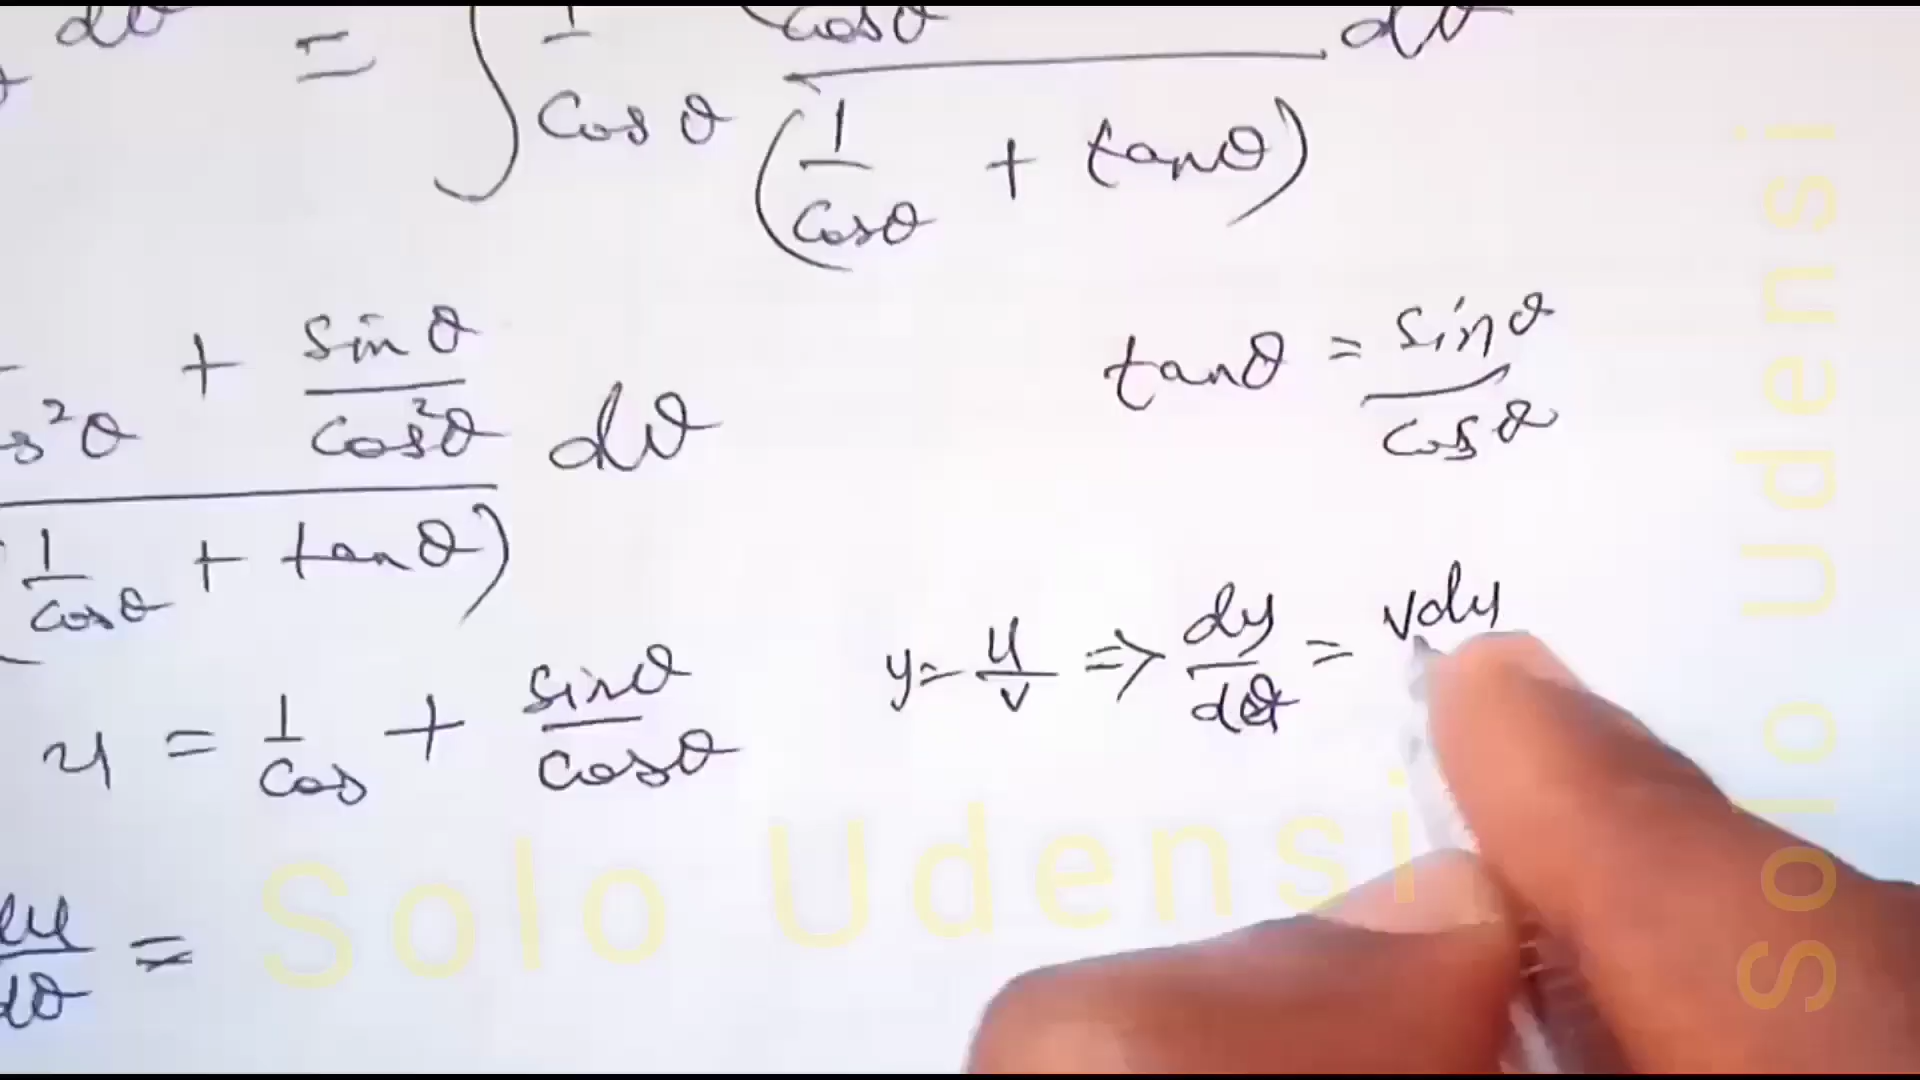 dθ = ∫ 1/cosθ cosθ/(1/cosθ + tanθ) dθ
s²θ + sinθ/cos²θ dθ
1/cosθ + tanθ)
tanθ = sinθ/cosθ
u = 1/cos + sinθ/cosθ
y = u/v ⇒ dy/dθ = vdu
du/dθ =
Solo Udensi
Solo Udensi